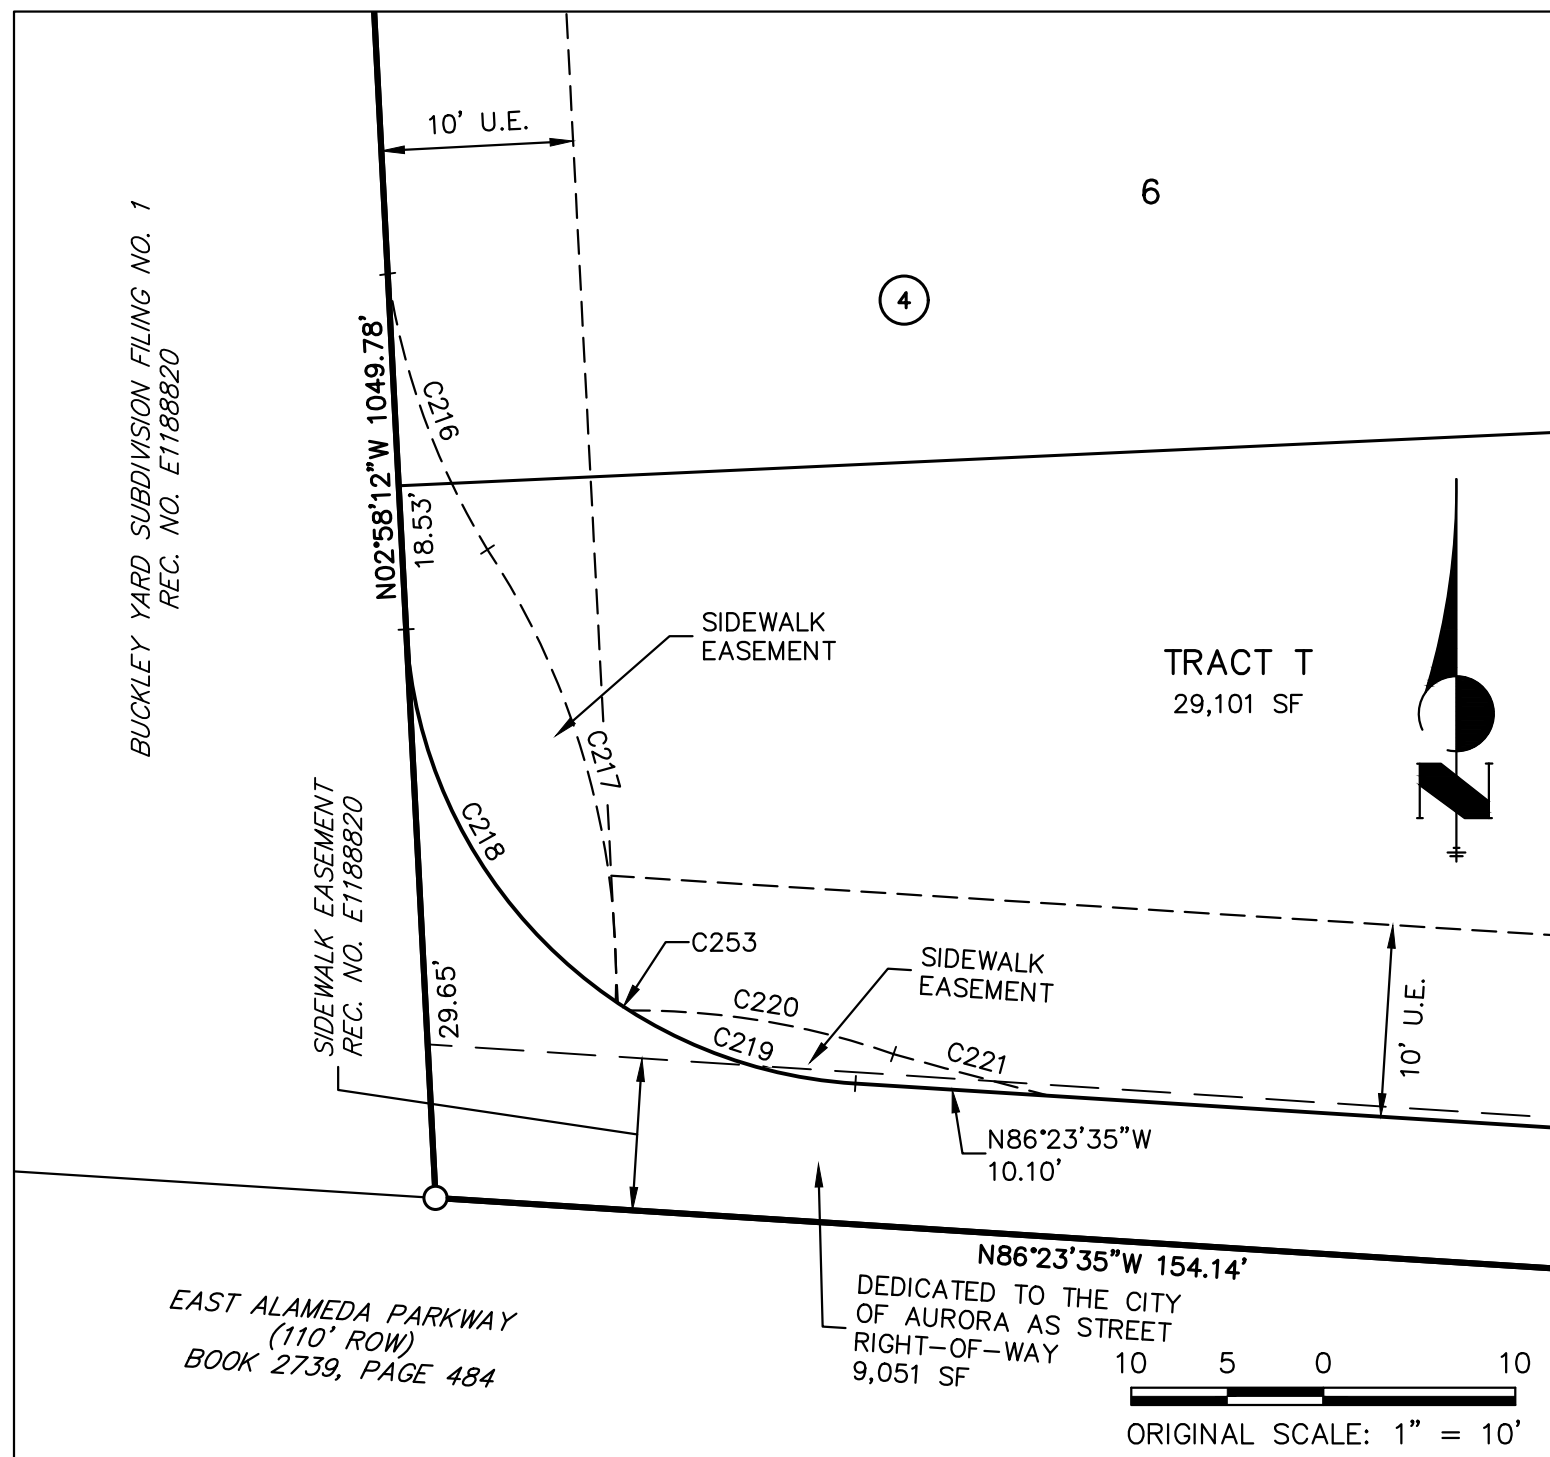 10' U.E.
6
4
BUCKLEY YARD SUBDIVISION FILING NO. 1
REC. NO. E1188820
N02°58'12"W 1049.78'
C216
18.53'
SIDEWALK
EASEMENT
TRACT T
29,101 SF
N
C217
C218
SIDEWALK EASEMENT
REC. NO. E1188820
29.65'
C253
SIDEWALK
EASEMENT
C220
C219
C221
10' U.E.
N86°23'35"W
10.10'
N86°23'35"W 154.14'
EAST ALAMEDA PARKWAY
(110' ROW)
BOOK 2739, PAGE 484
DEDICATED TO THE CITY
OF AURORA AS STREET
RIGHT-OF-WAY
9,051 SF
10 5 0 10
ORIGINAL SCALE: 1" = 10'